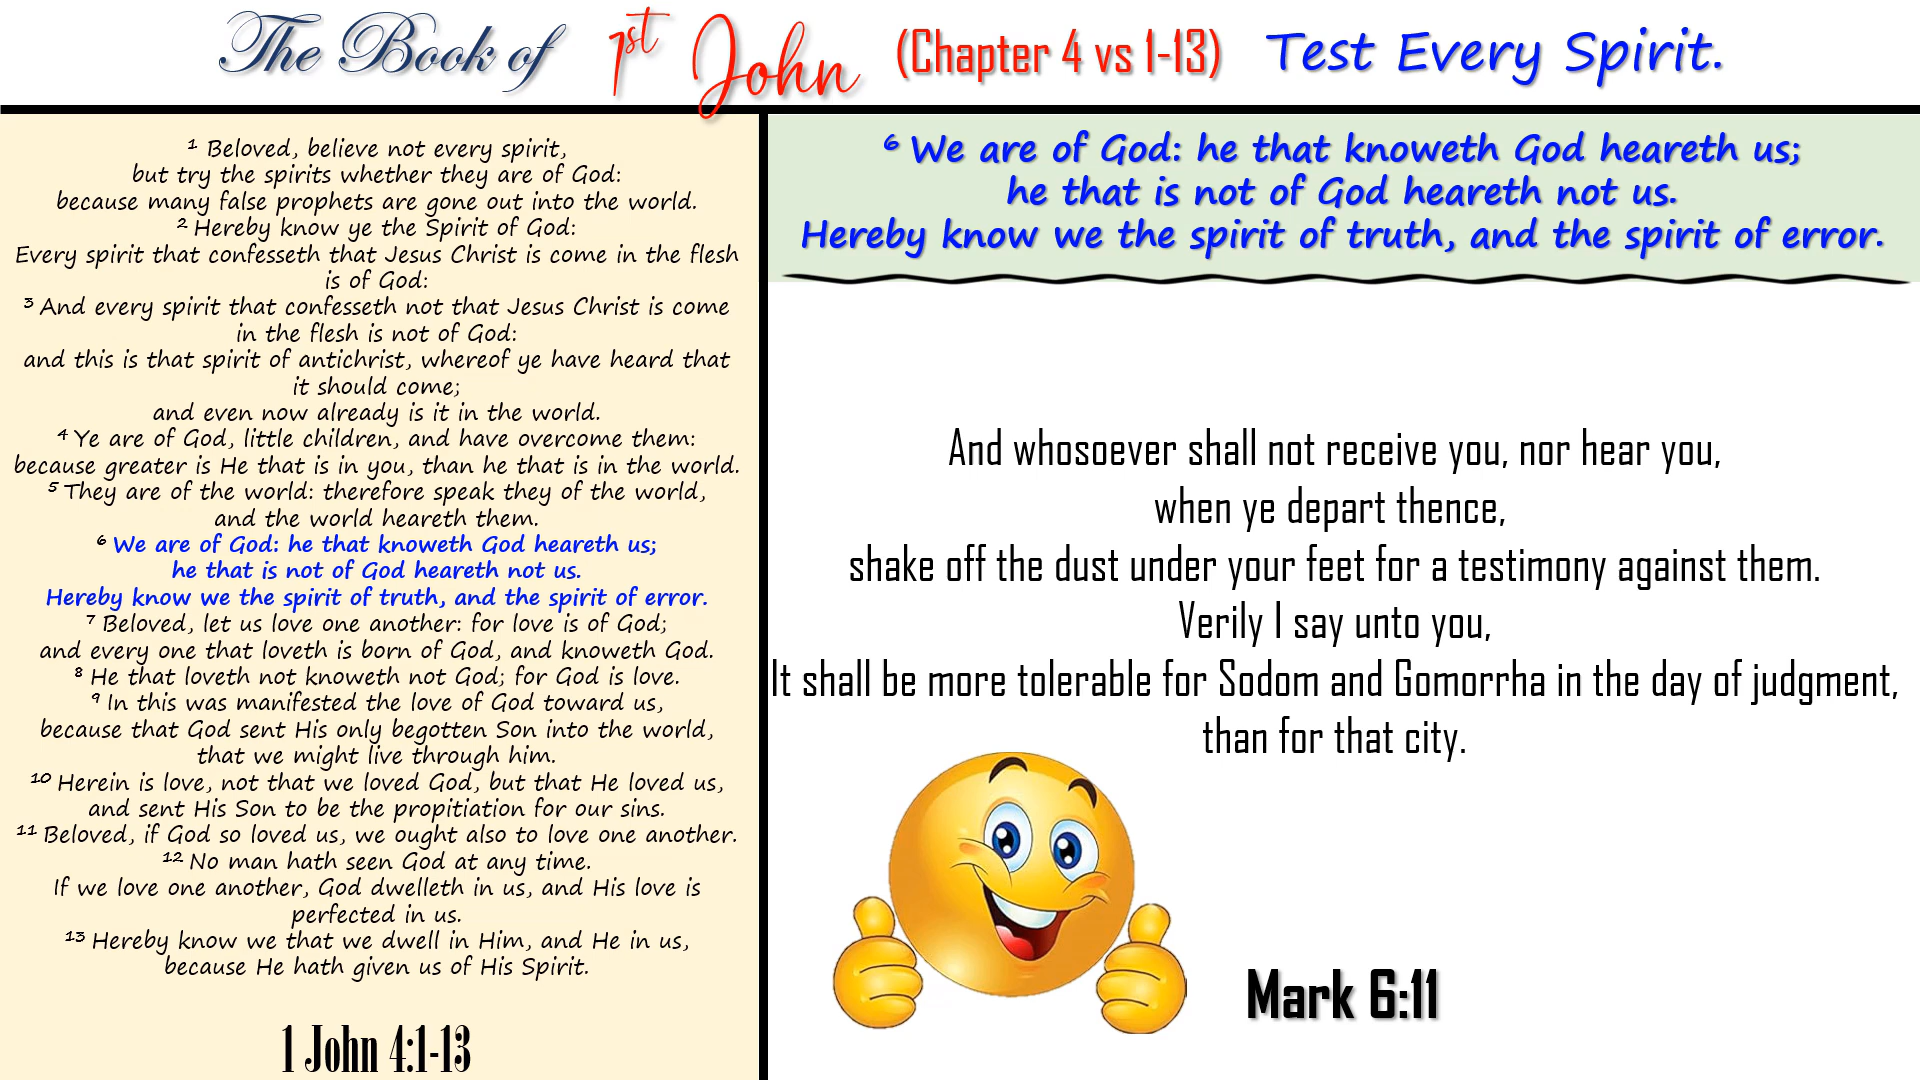 The Book of 1st John (Chapter 4 vs 1-13) Test Every Spirit.
1 Beloved, believe not every spirit,
but try the spirits whether they are of God:
because many false prophets are gone out into the world.
2 Hereby know ye the Spirit of God:
Every spirit that confesseth that Jesus Christ is come in the flesh
is of God:
3 And every spirit that confesseth not that Jesus Christ is come
in the flesh is not of God:
and this is that spirit of antichrist, whereof ye have heard that
it should come;
and even now already is it in the world.
4 Ye are of God, little children, and have overcome them:
because greater is He that is in you, than he that is in the world.
5 They are of the world: therefore speak they of the world,
and the world heareth them.
6 We are of God: he that knoweth God heareth us;
he that is not of God heareth not us.
Hereby know we the spirit of truth, and the spirit of error.
7 Beloved, let us love one another: for love is of God;
and every one that loveth is born of God, and knoweth God.
8 He that loveth not knoweth not God; for God is love.
9 In this was manifested the love of God toward us,
because that God sent His only begotten Son into the world,
that we might live through him.
10 Herein is love, not that we loved God, but that He loved us,
and sent His Son to be the propitiation for our sins.
11 Beloved, if God so loved us, we ought also to love one another.
12 No man hath seen God at any time.
If we love one another, God dwelleth in us, and His love is
perfected in us.
13 Hereby know we that we dwell in Him, and He in us,
because He hath given us of His Spirit.
1 John 4:1-13
6 We are of God: he that knoweth God heareth us;
he that is not of God heareth not us.
Hereby know we the spirit of truth, and the spirit of error.
And whosoever shall not receive you, nor hear you,
when ye depart thence,
shake off the dust under your feet for a testimony against them.
Verily I say unto you,
It shall be more tolerable for Sodom and Gomorrha in the day of judgment,
than for that city.
Mark 6:11